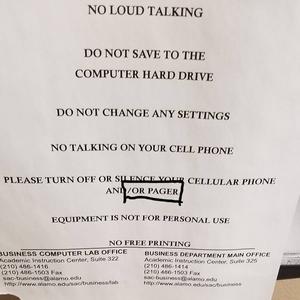 NO LOUD TALKING
DO NOT SAVE TO THE
COMPUTER HARD DRIVE
DO NOT CHANGE ANY SETTINGS
NO TALKING ON YOUR CELL PHONE
PLEASE TURN OFF OR SILENCE YOUR CELLULAR PHONE
AND/OR PAGER
EQUIPMENT IS NOT FOR PERSONAL USE
NO FREE PRINTING
BUSINESS COMPUTER LAB OFFICE
Academic Instruction Center, Suite 322
(210) 486-1416
(210) 486-1503 Fax
sac-business@alamo.edu
www.alamo.edu/sac/business/lab
BUSINESS DEPARTMENT MAIN OFFICE
Academic Instruction Center, Suite 325
(210) 486-1414
(210) 486-1503 Fax
sac-business@alamo.edu
http://www.alamo.edu/sac/business/